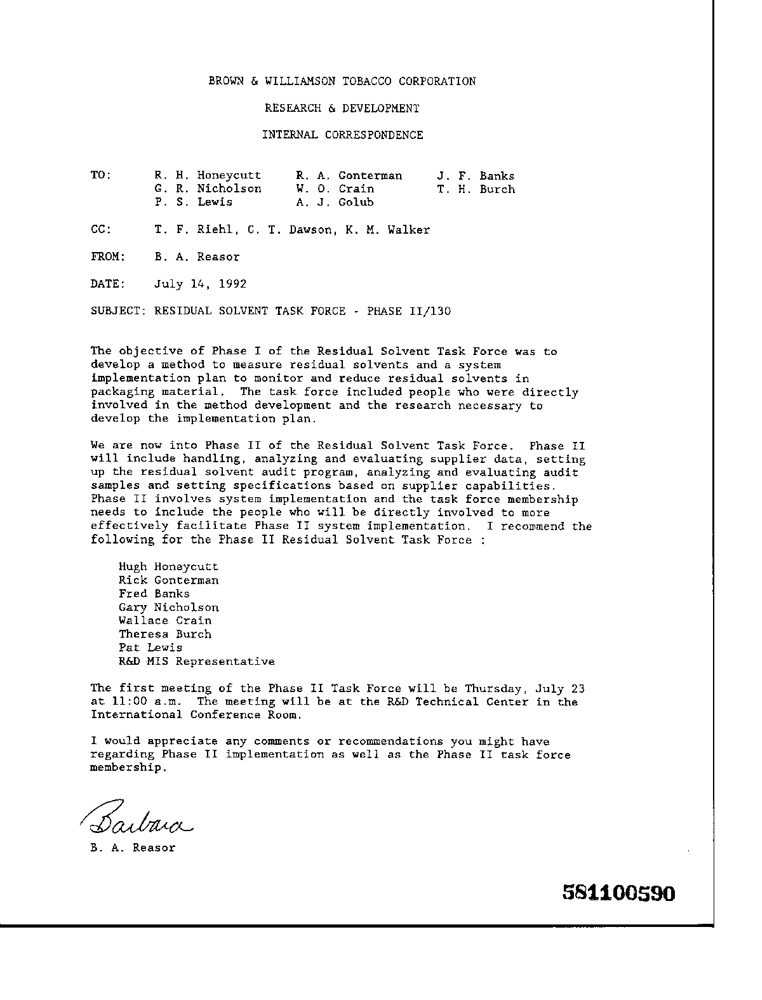 BROWN & WILLIAMSON TOBACCO CORPORATION
RESEARCH & DEVELOPMENT
INTERNAL CORRESPONDENCE
TO: R. H. Honeycutt R. A. Gonterman J. F. Banks
G. R. Nicholson W. O. Crain T. H. Burch
P. S. Lewis A. J. Golub
CC: T. F. Riehl, C. T. Dawson, K. M. Walker
FROM: B. A. Reasor
DATE: July 14, 1992
SUBJECT: RESIDUAL SOLVENT TASK FORCE - PHASE II/130
The objective of Phase I of the Residual Solvent Task Force was to
develop a method to measure residual solvents and a system
implementation plan to monitor and reduce residual solvents in
packaging material. The task force included people who were directly
involved in the method development and the research necessary to
develop the implementation plan.
We are now into Phase II of the Residual Solvent Task Force. Phase II
will include handling, analyzing and evaluating supplier data, setting
up the residual solvent audit program, analyzing and evaluating audit
samples and setting specifications based on supplier capabilities.
Phase II involves system implementation and the task force membership
needs to include the people who will be directly involved to more
effectively facilitate Phase II system implementation. I recommend the
following for the Phase II Residual Solvent Task Force :
Hugh Honeycutt
Rick Gonterman
Fred Banks
Gary Nicholson
Wallace Crain
Theresa Burch
Pat Lewis
R&D MIS Representative
The first meeting of the Phase II Task Force will be Thursday, July 23
at 11:00 a.m. The meeting will be at the R&D Technical Center in the
International Conference Room.
I would appreciate any comments or recommendations you might have
regarding Phase II implementation as well as the Phase II task force
membership.
Barbara
B. A. Reasor
581100590